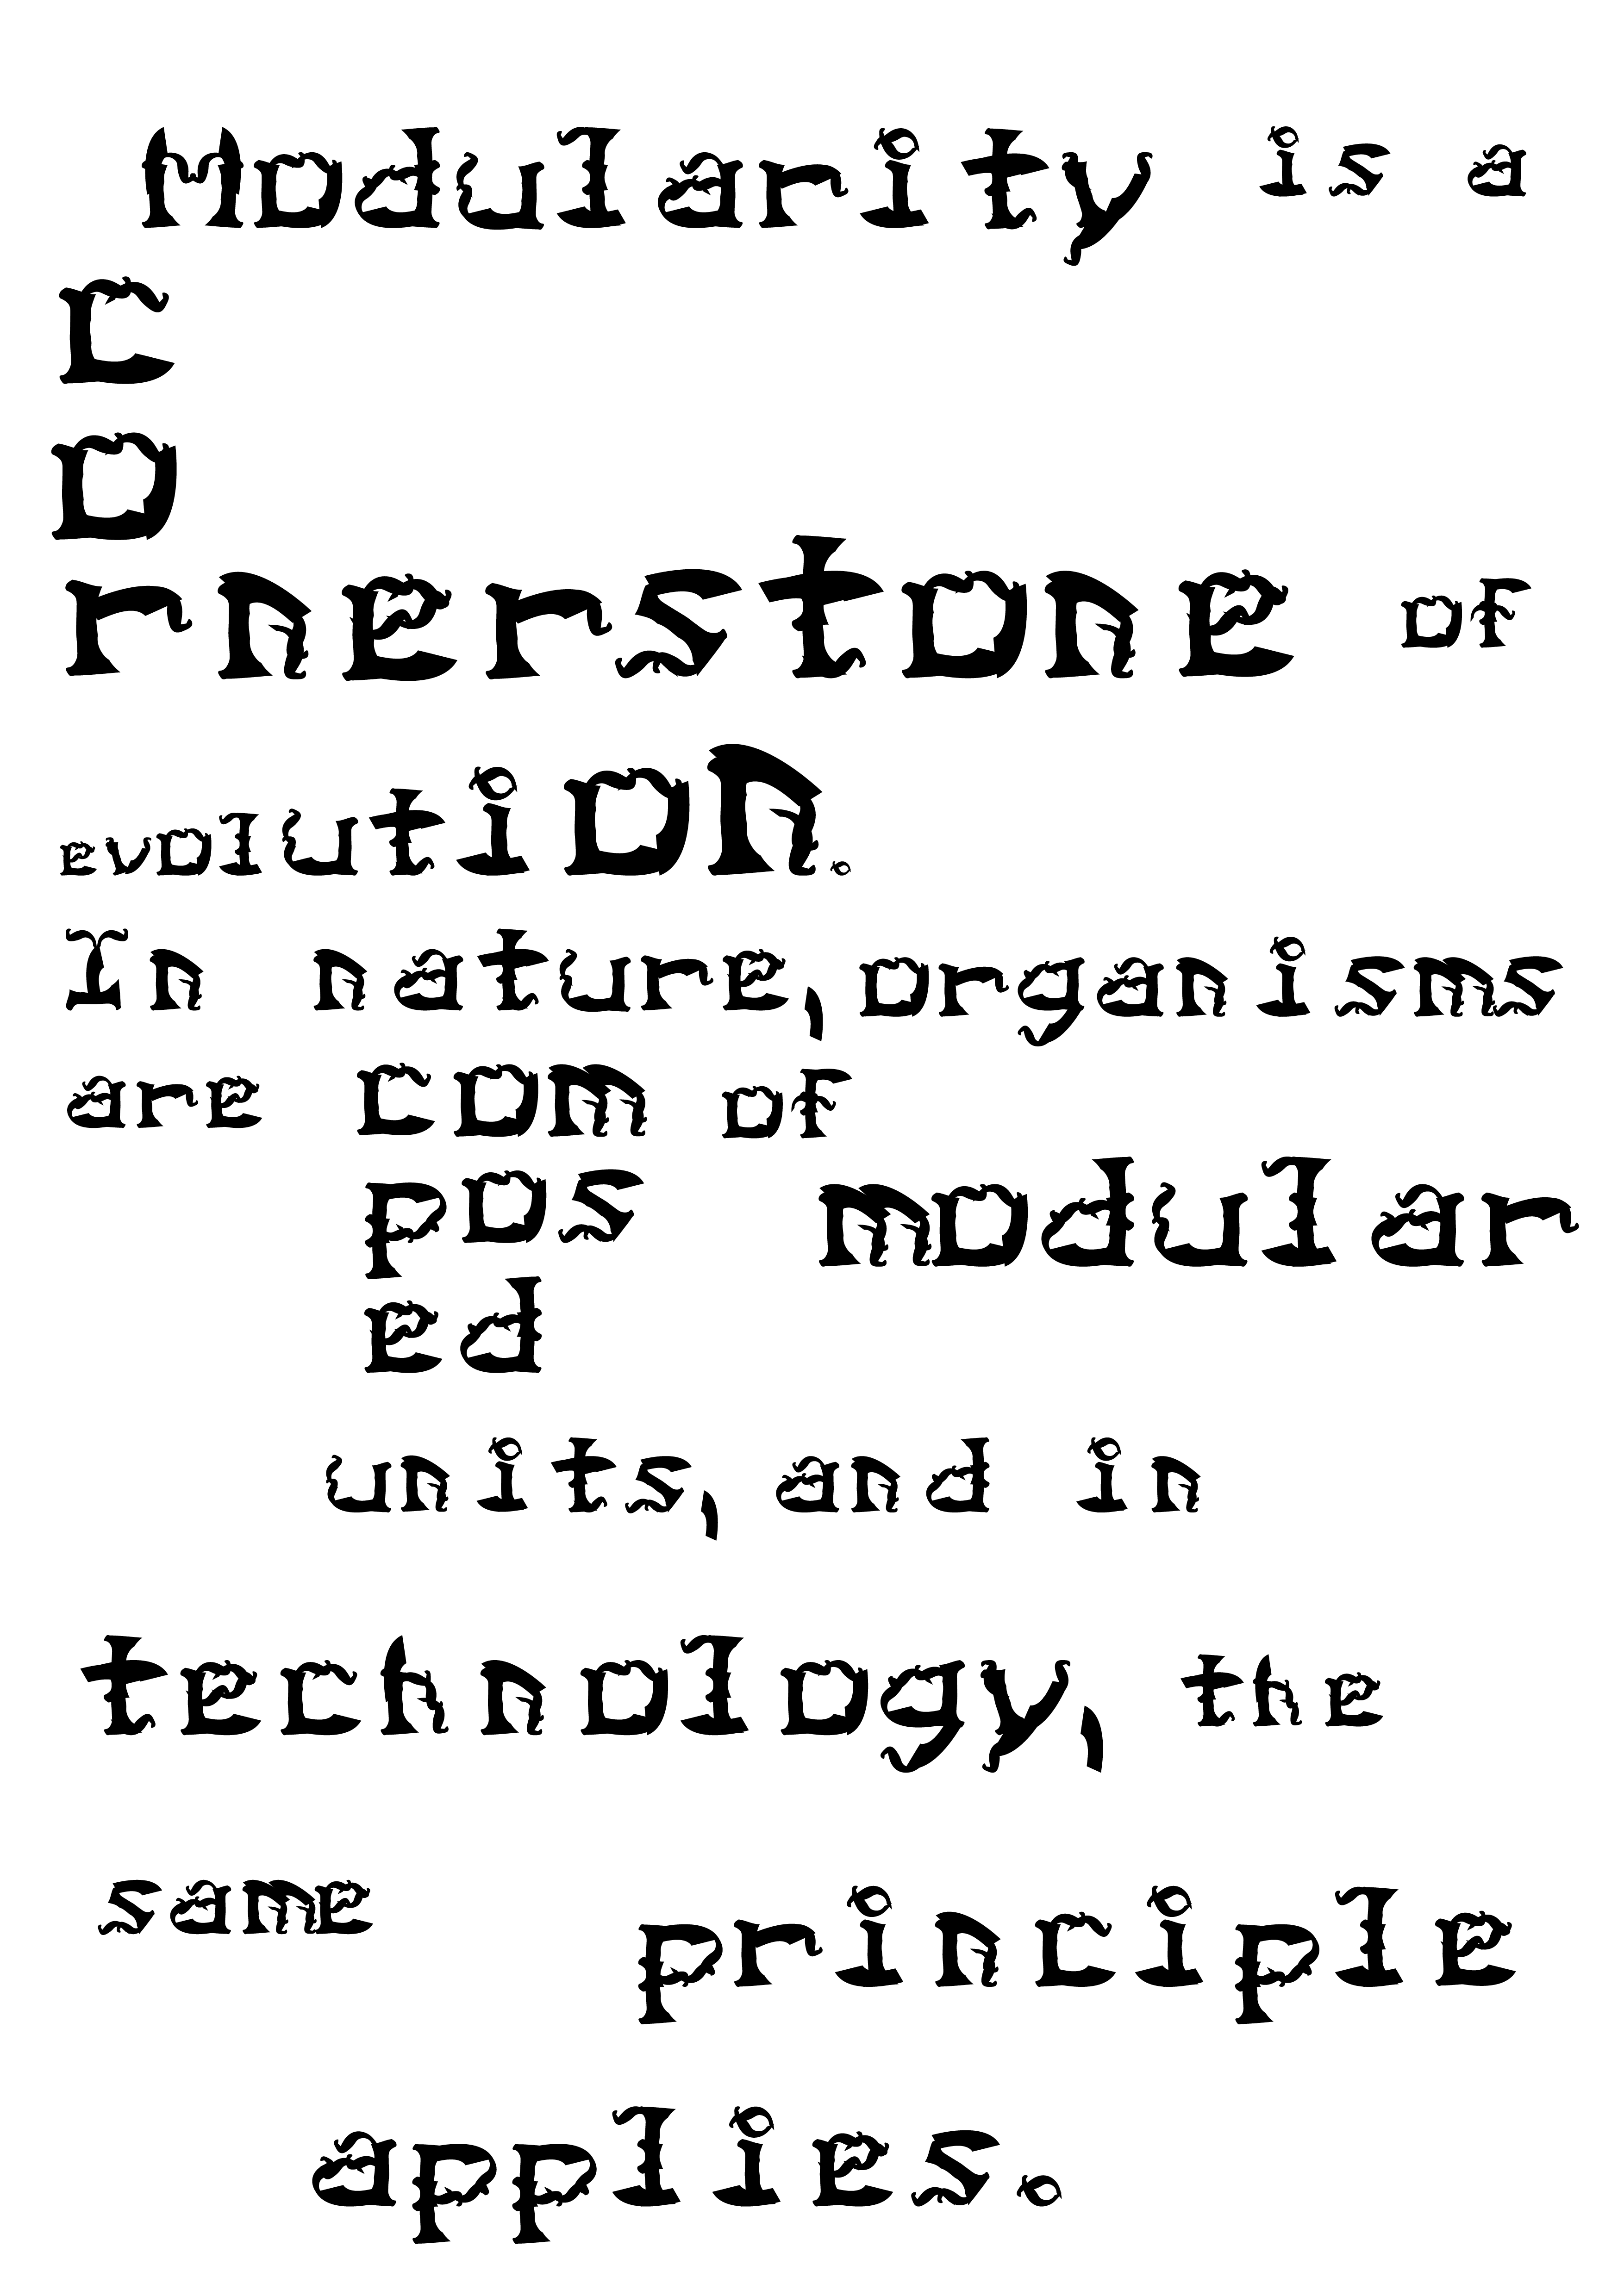 Modularity is a
c
o
rnerstone of
evolution.
In nature, organisms
are com of
pos modular
ed
units, and in
technology, the
same principle
applies.